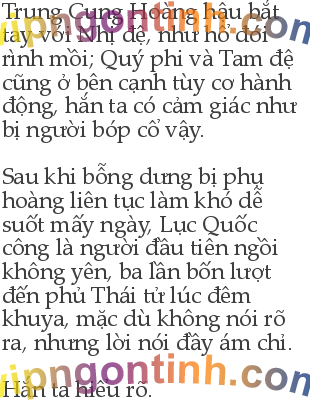 Trung Cung Hoàng hậu bắt
tay với Nhị đệ, như hổ đói
rình mồi; Quý phi và Tam đệ
cũng ở bên cạnh tùy cơ hành
động, hắn ta có cảm giác như
bị người bóp cổ vậy.
Sau khi bỗng dưng bị phụ
hoàng liên tục làm khó dễ
suốt mấy ngày, Lục Quốc
công là người đầu tiên ngồi
không yên, ba lần bốn lượt
đến phủ Thái tử lúc đêm
khuya, mặc dù không nói rõ
ra, nhưng lời nói đầy ám chỉ.
Hắn ta hiểu rõ.
vipngontinh.com
vipngontinh.com